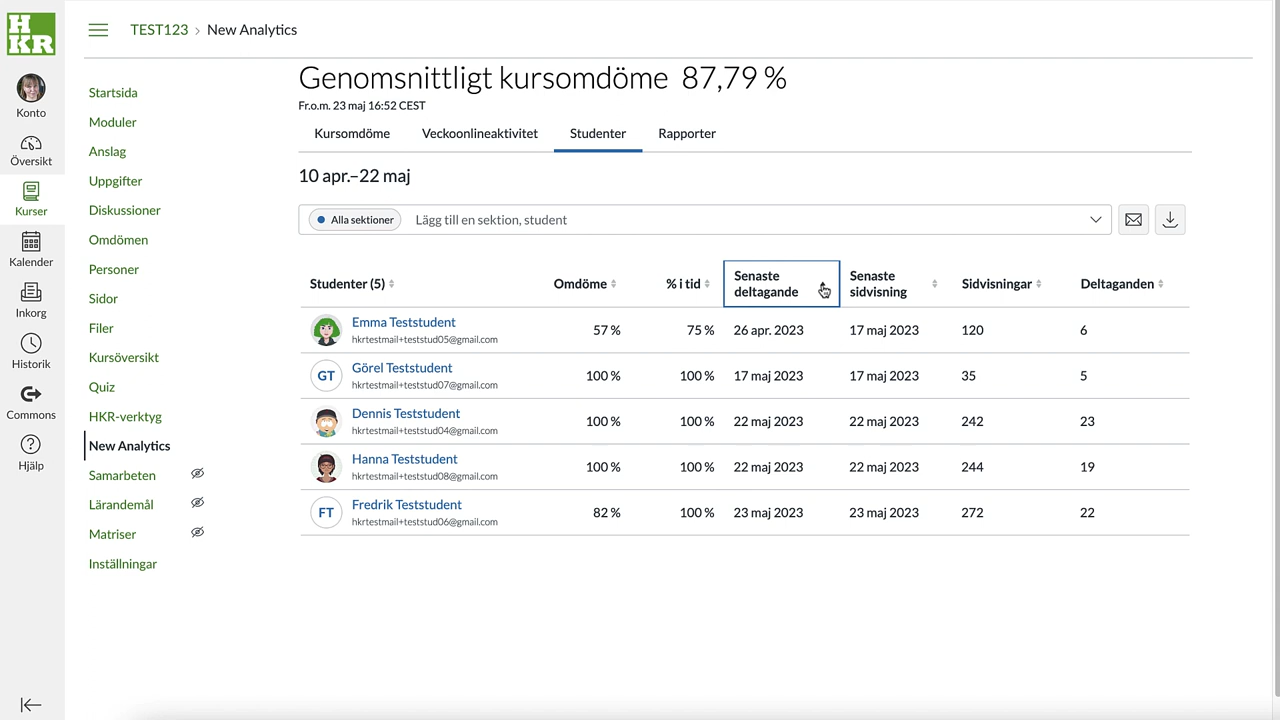 H
KR
Konto
Översikt
Kurser
Kalender
Inkorg
Historik
Commons
Hjälp
TEST123 › New Analytics
Startsida
Moduler
Anslag
Uppgifter
Diskussioner
Omdömen
Personer
Sidor
Filer
Kursöversikt
Quiz
HKR-verktyg
New Analytics
Samarbeten
Lärandemål
Matriser
Inställningar
Genomsnittligt kursomdöme 87,79 %
Fr.o.m. 23 maj 16:52 CEST
Kursomdöme Veckoonlineaktivitet Studenter Rapporter
10 apr.–22 maj
Alla sektioner Lägg till en sektion, student
Studenter (5) Omdöme % i tid Senaste deltagande Senaste sidvisning Sidvisningar Deltaganden
Emma Teststudent 57 % 75 % 26 apr. 2023 17 maj 2023 120 6
hkrtestmail+teststud05@gmail.com
GT Görel Teststudent 100 % 100 % 17 maj 2023 17 maj 2023 35 5
hkrtestmail+teststud07@gmail.com
Dennis Teststudent 100 % 100 % 22 maj 2023 22 maj 2023 242 23
hkrtestmail+teststud04@gmail.com
Hanna Teststudent 100 % 100 % 22 maj 2023 22 maj 2023 244 19
hkrtestmail+teststud08@gmail.com
FT Fredrik Teststudent 82 % 100 % 23 maj 2023 23 maj 2023 272 22
hkrtestmail+teststud06@gmail.com